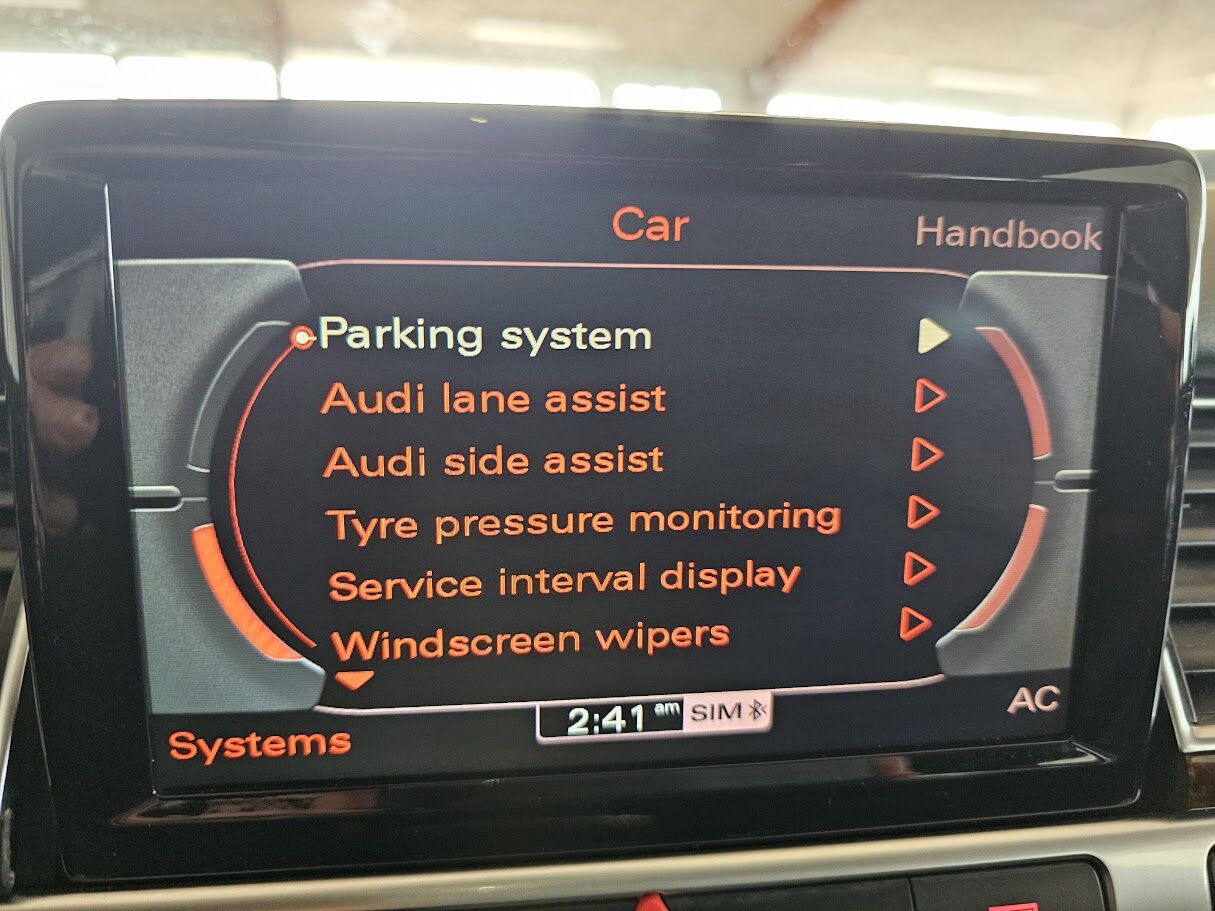 Car
Handbook
Parking system
Audi lane assist
Audi side assist
Tyre pressure monitoring
Service interval display
Windscreen wipers
2:41 am SIM
AC
Systems